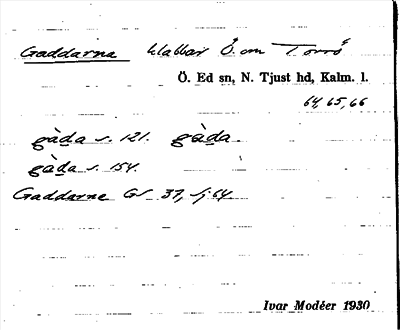 Gaddarna klabbar Ö. om Torrö
Ö. Ed sn, N. Tjust hd, Kalm. l.
64, 65, 66
gàda s. 121. gàda.
gàda s. 154.
Gaddarne GS 37, sj. 64
Ivar Modéer 1930